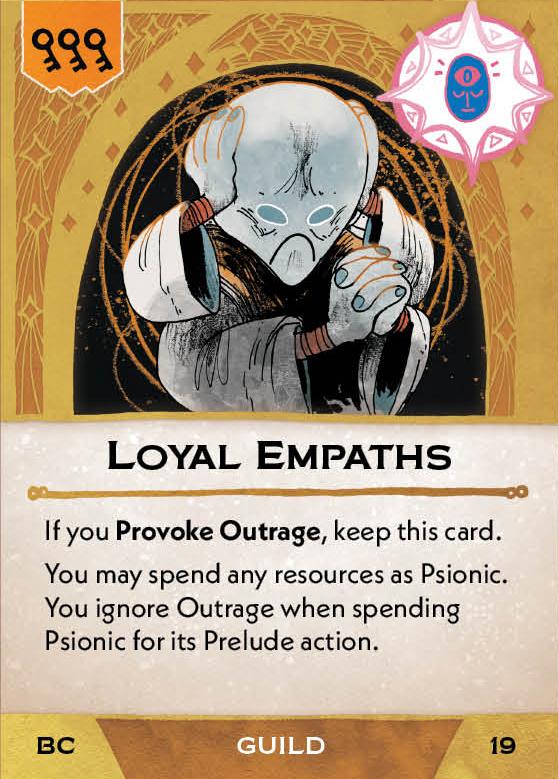 LOYAL EMPATHS
If you Provoke Outrage, keep this card.
You may spend any resources as Psionic.
You ignore Outrage when spending
Psionic for its Prelude action.
BC GUILD 19